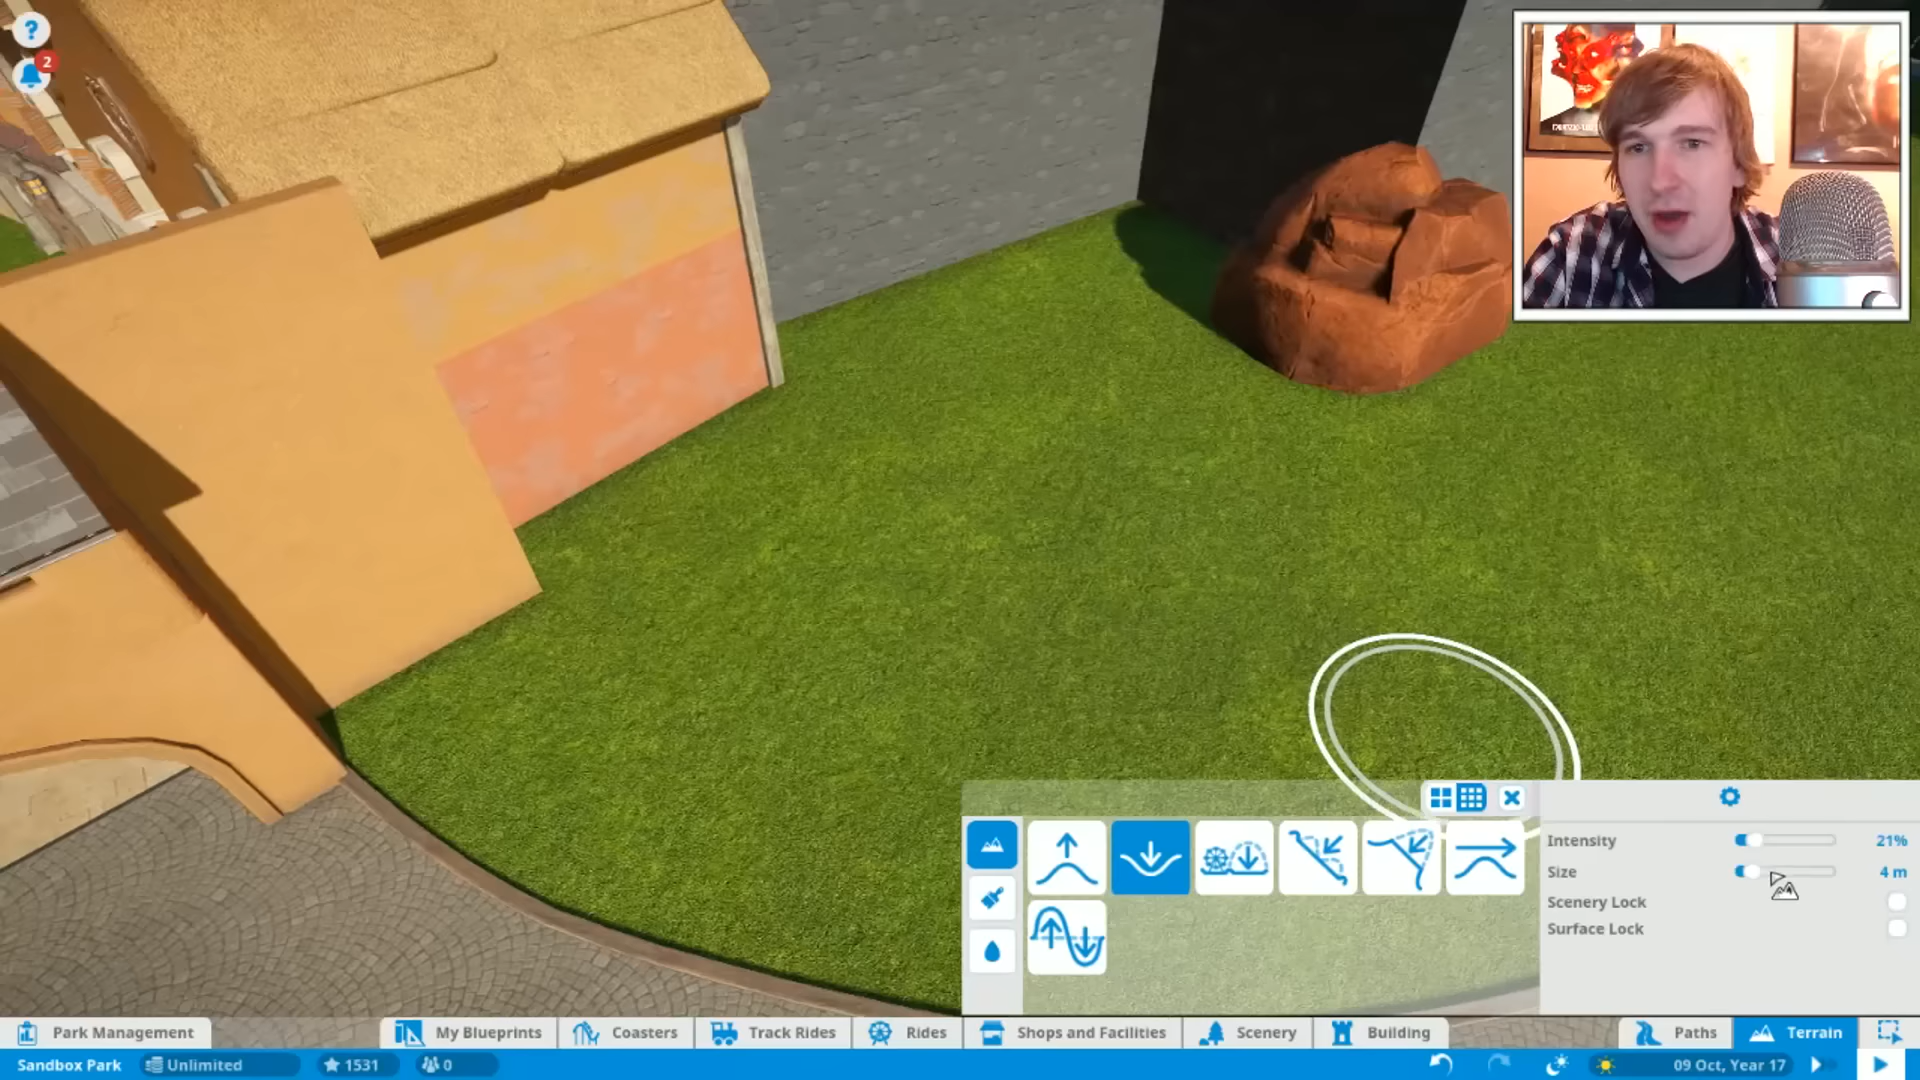 ?
2
Intensity 21%
Size 4 m
Scenery Lock
Surface Lock
Park Management
My Blueprints
Coasters
Track Rides
Rides
Shops and Facilities
Scenery
Building
Paths
Terrain
Sandbox Park
Unlimited
1531
0
09 Oct, Year 17